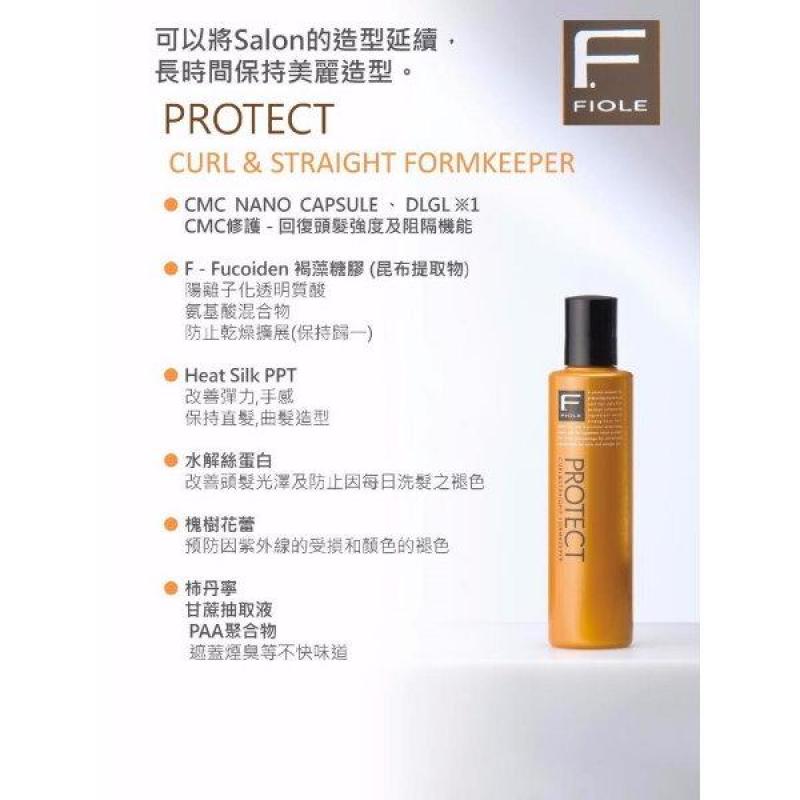 可以將Salon的造型延續，
長時間保持美麗造型。
F.
FIOLE
PROTECT
CURL & STRAIGHT FORMKEEPER
● CMC NANO CAPSULE 、 DLGL ※1
CMC修護 - 回復頭髮強度及阻隔機能
● F - Fucoiden 褐藻糖膠 (昆布提取物)
陽離子化透明質酸
氨基酸混合物
防止乾燥擴展(保持歸一)
● Heat Silk PPT
改善彈力,手感
保持直髮,曲髮造型
● 水解絲蛋白
改善頭髮光澤及防止因每日洗髮之褪色
● 槐樹花蕾
預防因紫外線的受損和顏色的褪色
● 柿丹寧
甘蔗抽取液
PAA聚合物
遮蓋煙臭等不快味道
F
FIOLE
PROTECT
CURL&STRAIGHT FORMKEEPER